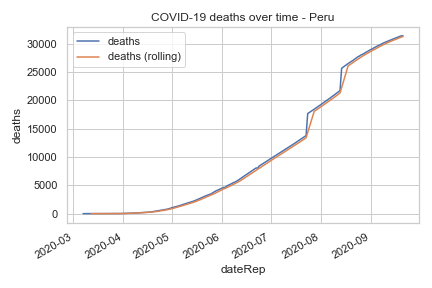 COVID-19 deaths over time - Peru
deaths
deaths (rolling)
30000
25000
20000
15000
10000
5000
0
deaths
2020-03
2020-04
2020-05
2020-06
2020-07
2020-08
2020-09
dateRep